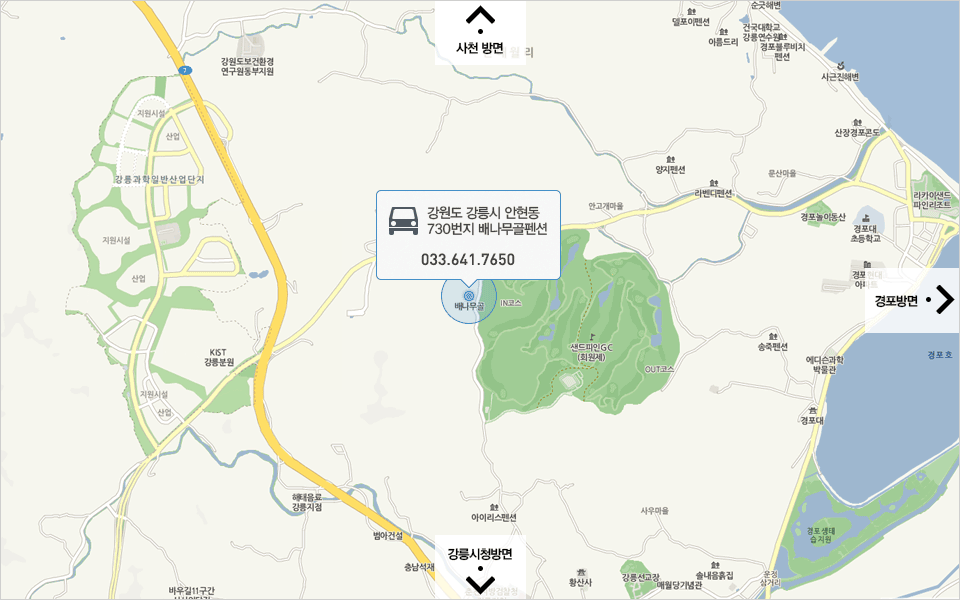 순긋해변
델포이펜션
건국대학교
강릉연수원
아름드리
경포블루비치
펜션
사천 방면
강원도보건환경
연구원동부지원
7
시근진해변
지원시설
산업
산장경포콘도
양지펜션
문산마을
강릉과학일반산업단지
리벤디펜션
라카이샌드
파인리조트
강원도 강릉시 안현동
730번지 배나무골펜션
안고개마을
경포놀이동산
경포대
초등학교
지원시설
033.641.7650
산업
배나무골
IN코스
경포방면
샌드파인GC
(회원제)
송죽펜션
KIST
강릉분원
에디슨과학
박물관
경포호
OUT코스
지원시설
산업
경포대
해태음료
강릉지점
아이리스펜션
사우마을
범아건설
경포생태
습지원
강릉시청방면
충남석재
황산사
강릉선교장
매월당기념관
솔내음흙집
운정
삼거리
바우길11구간